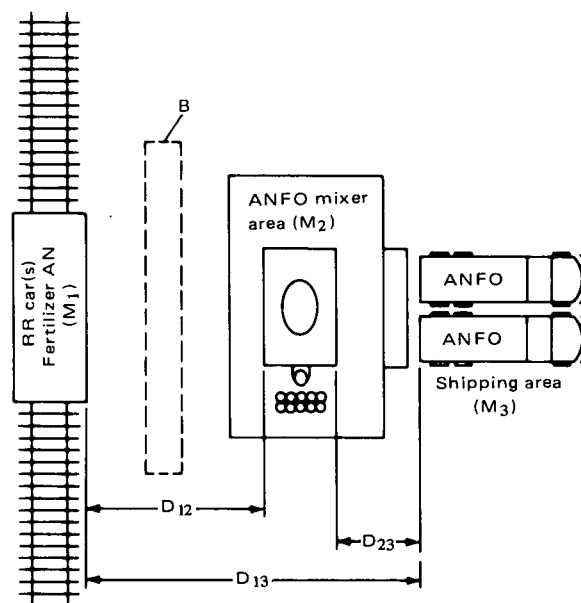 B
ANFO mixer
area (M2)
RR car(s)
Fertilizer AN
(M1)
ANFO
ANFO
Shipping area
(M3)
D12
D23
D13